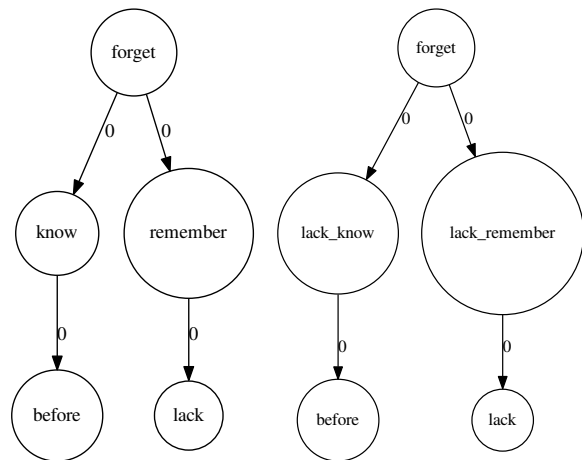 forget
0
0
know
remember
0
0
before
lack
forget
0
0
lack_know
lack_remember
0
0
before
lack